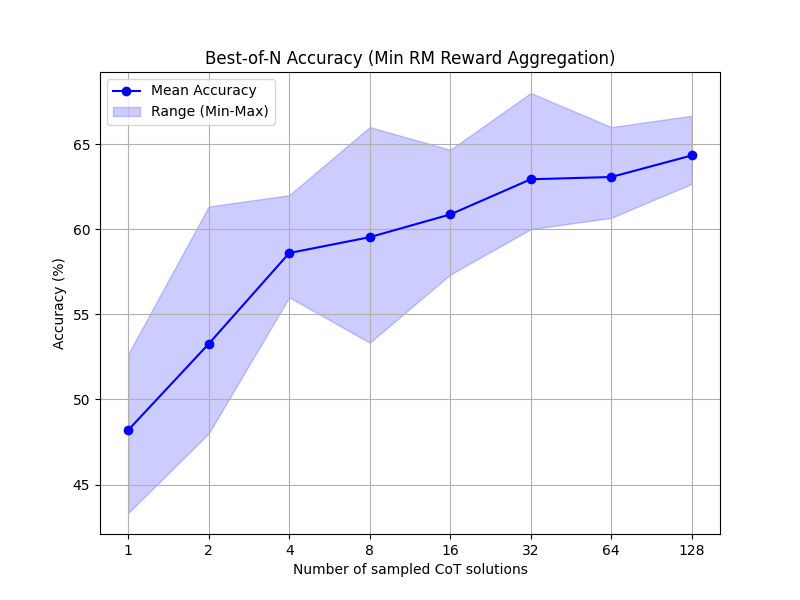 Best-of-N Accuracy (Min RM Reward Aggregation)
Mean Accuracy
Range (Min-Max)
Accuracy (%)
65
60
55
50
45
1 2 4 8 16 32 64 128
Number of sampled CoT solutions